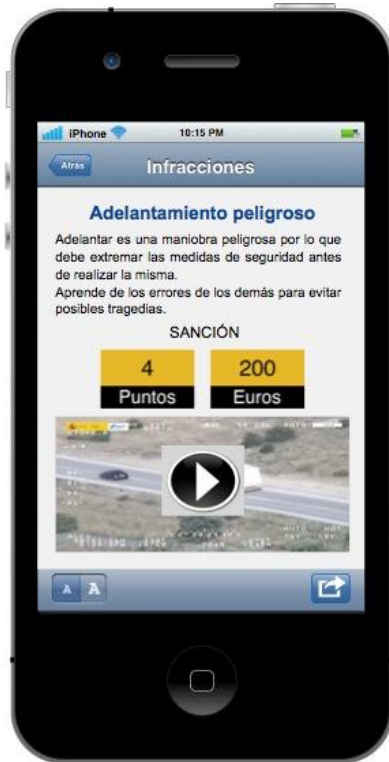 iPhone 10:15 PM
Atrás Infracciones
Adelantamiento peligroso
Adelantar es una maniobra peligrosa por lo que
debe extremar las medidas de seguridad antes
de realizar la misma.
Aprende de los errores de los demás para evitar
posibles tragedias.
SANCIÓN
4 200
Puntos Euros
A A